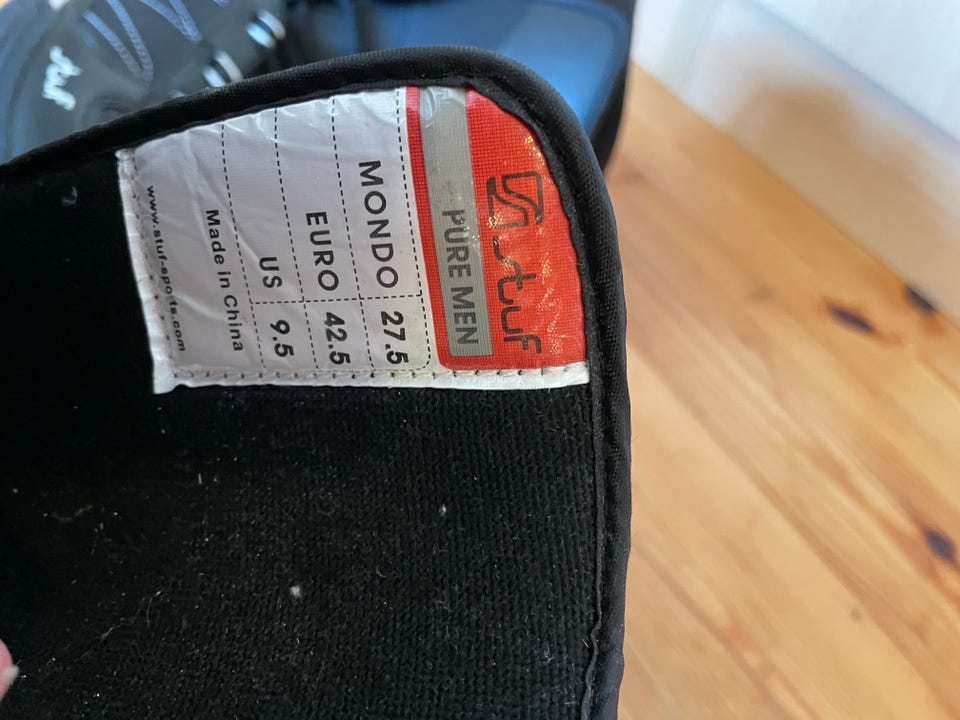 stuf
stuf
PURE MEN
MONDO 27.5
EURO 42.5
US 9.5
Made in China
www.stuf-sports.com